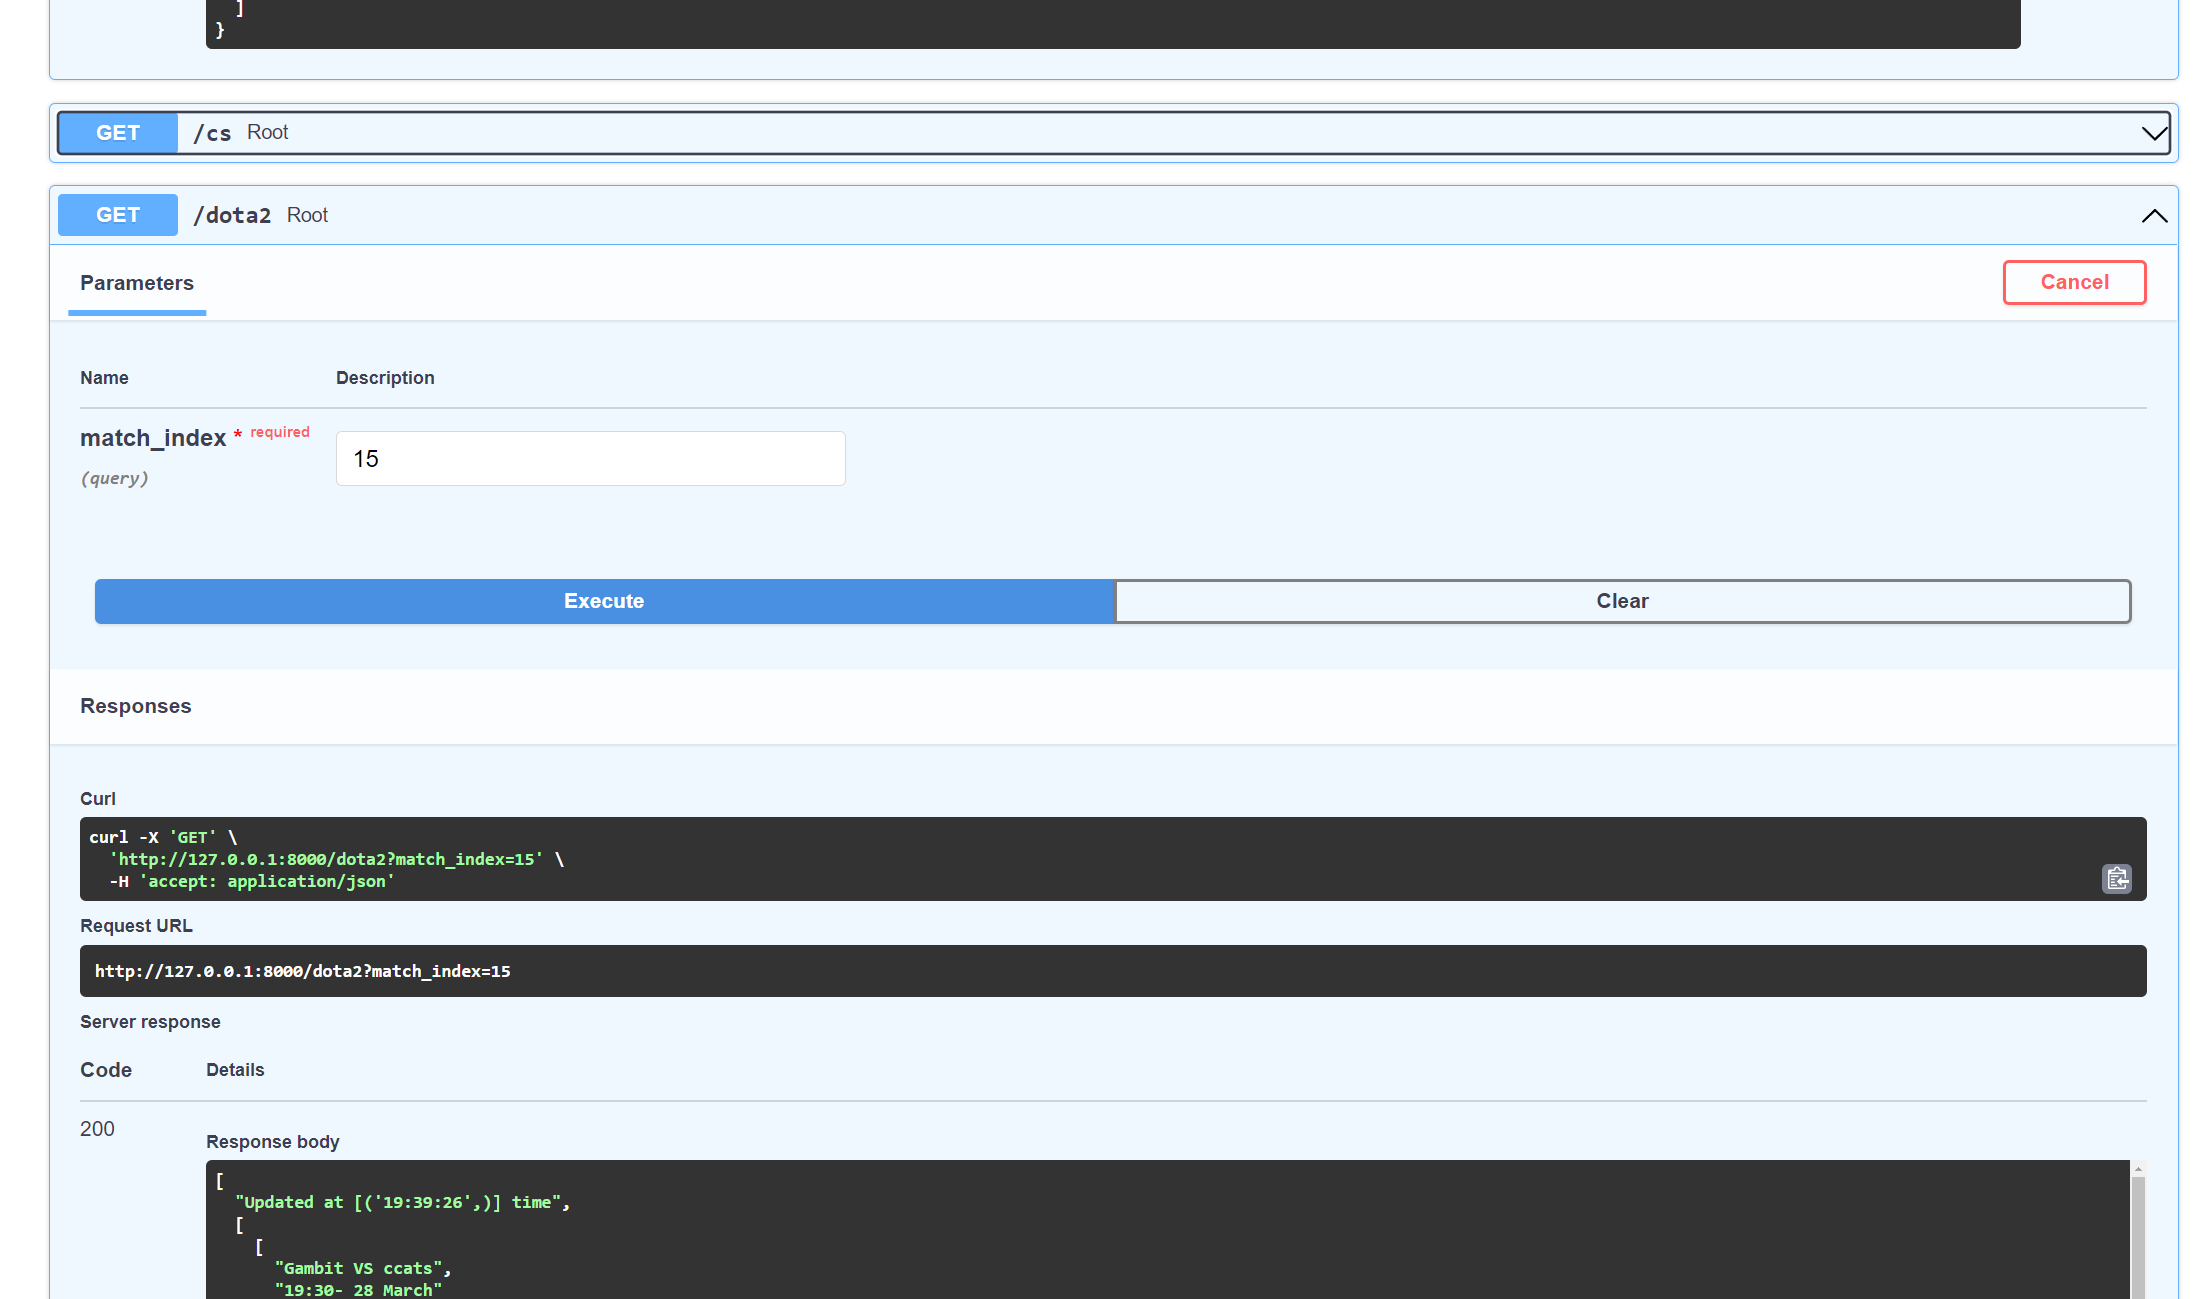 ]
}
GET /cs Root
GET /dota2 Root
Parameters
Cancel
Name Description
match_index * required
(query)
15
Execute Clear
Responses
Curl
curl -X 'GET' \
'http://127.0.0.1:8000/dota2?match_index=15' \
-H 'accept: application/json'
Request URL
http://127.0.0.1:8000/dota2?match_index=15
Server response
Code Details
200
Response body
[
"Updated at [('19:39:26',)] time",
[
[
"Gambit VS ccats",
"19:30- 28 March"